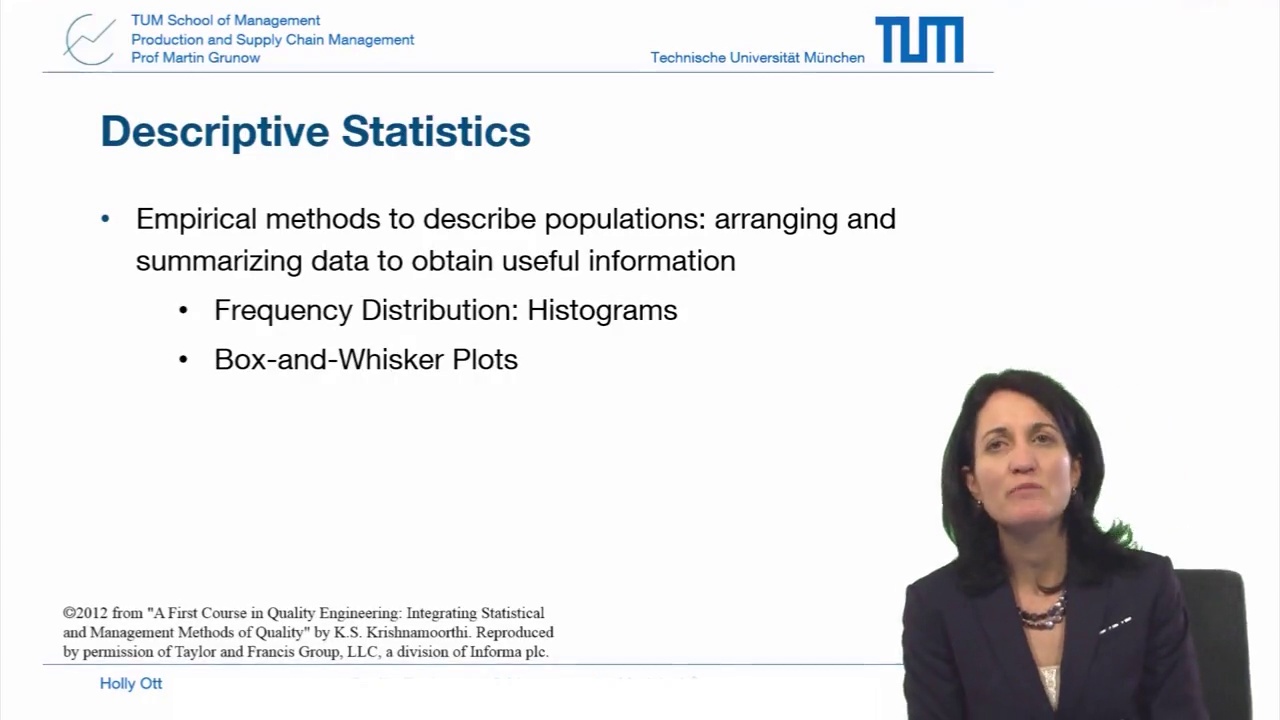 TUM School of Management
Production and Supply Chain Management
Prof Martin Grunow
Technische Universität München
TUM
Descriptive Statistics
• Empirical methods to describe populations: arranging and
summarizing data to obtain useful information
• Frequency Distribution: Histograms
• Box-and-Whisker Plots
©2012 from "A First Course in Quality Engineering: Integrating Statistical
and Management Methods of Quality" by K.S. Krishnamoorthi. Reproduced
by permission of Taylor and Francis Group, LLC, a division of Informa plc.
Holly Ott